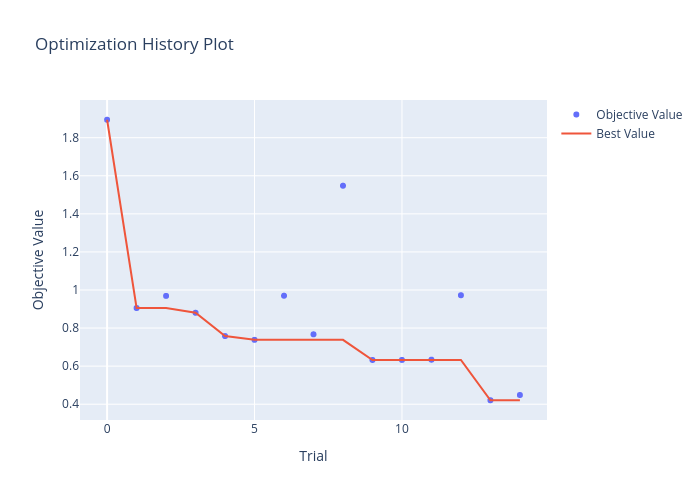 Optimization History Plot
Objective Value
Best Value
1.8
1.6
1.4
1.2
1
0.8
0.6
0.4
Objective Value
0
5
10
Trial